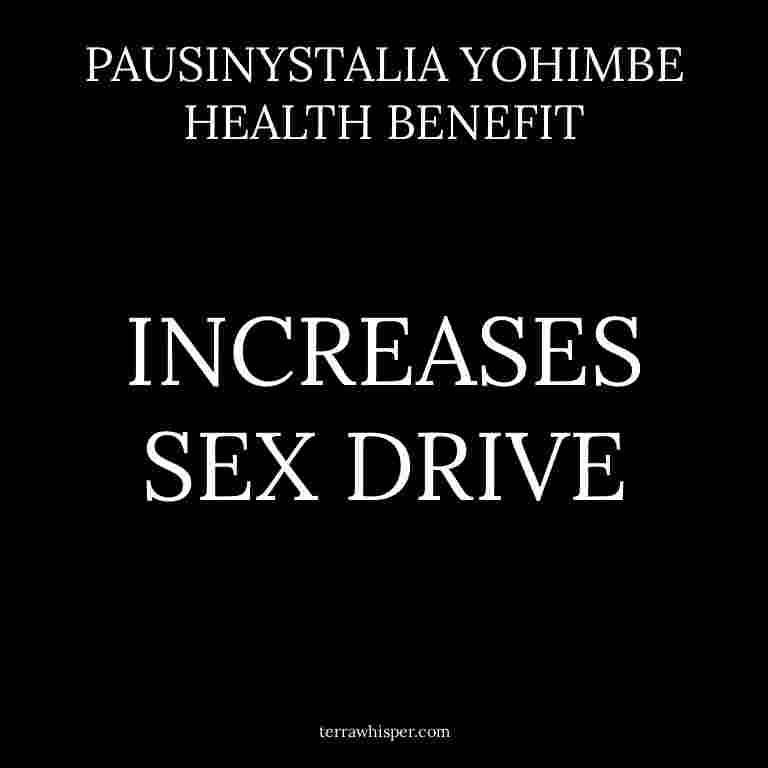 PAUSINYSTALIA YOHIMBE
HEALTH BENEFIT
INCREASES
SEX DRIVE
terrawhisper.com